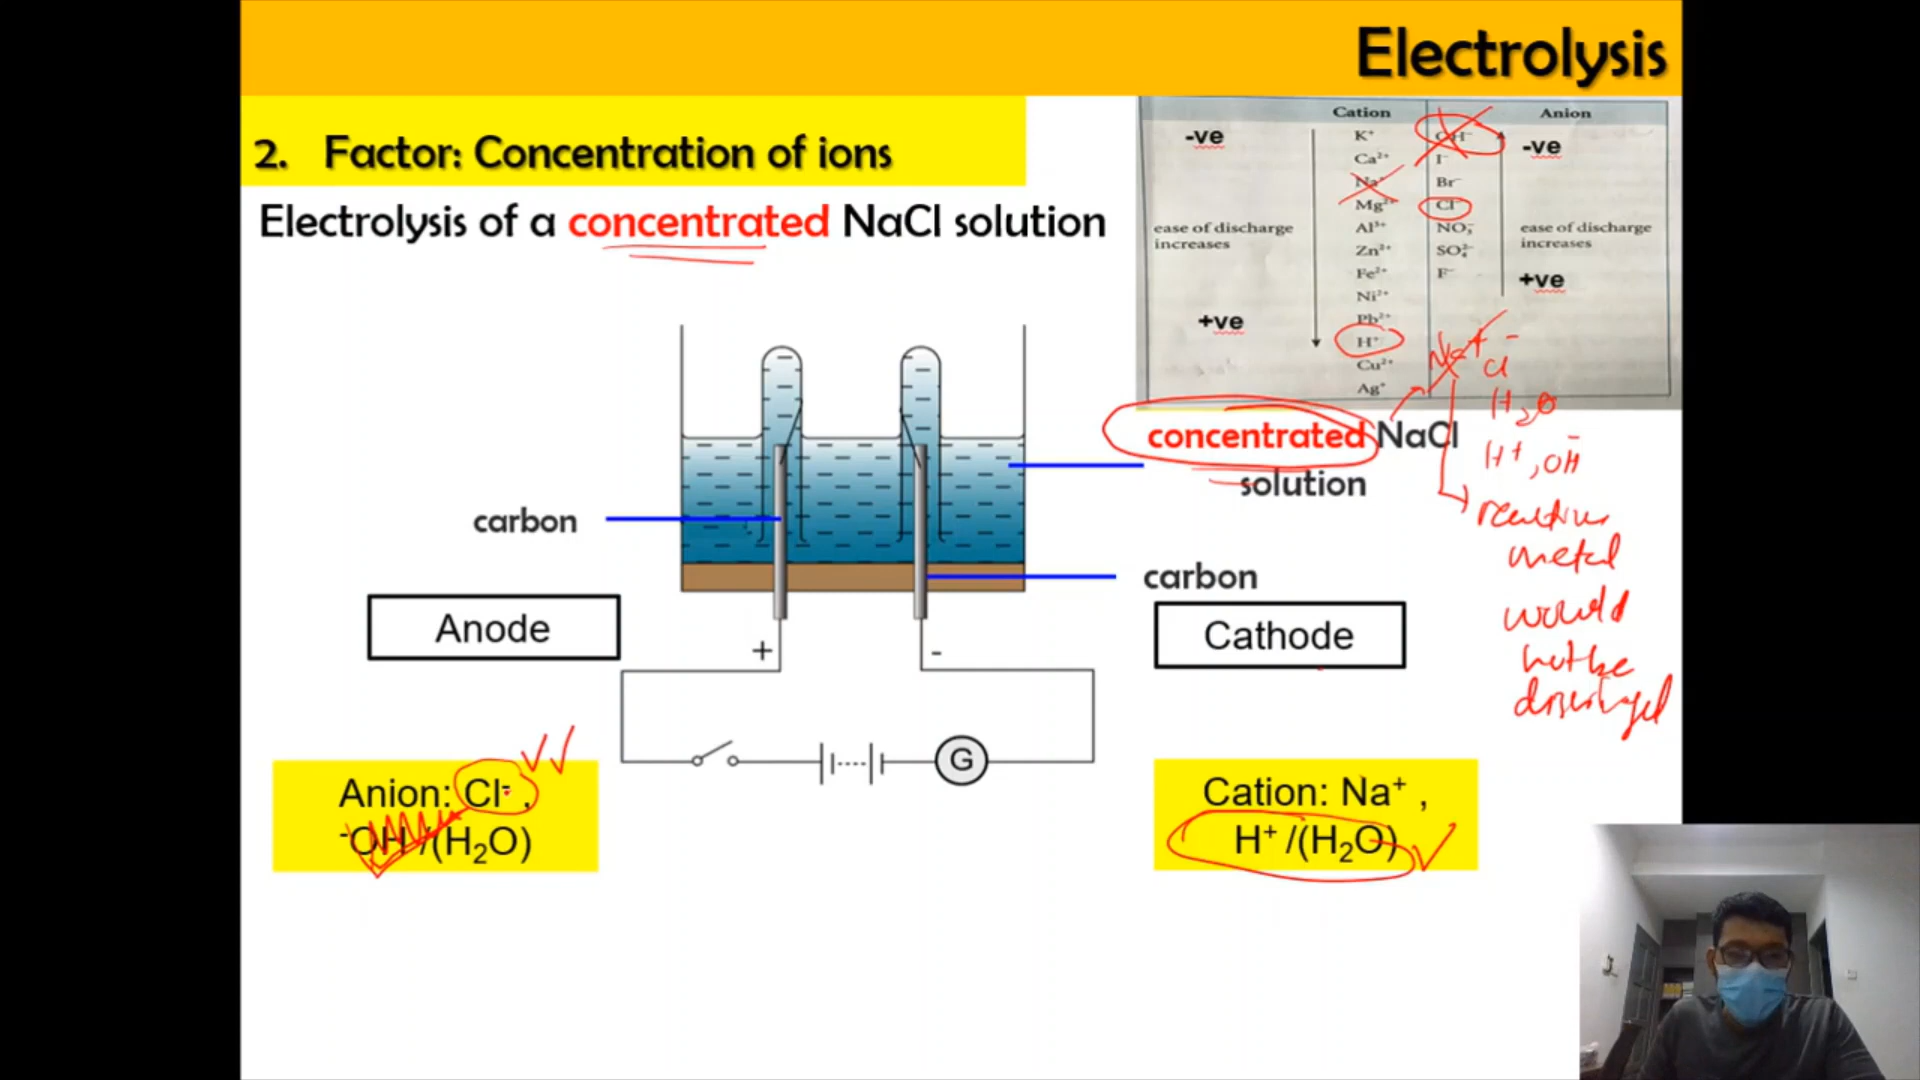 Electrolysis
2. Factor: Concentration of ions
Electrolysis of a concentrated NaCl solution
Cation Anion
-ve K⁺ OH⁻ -ve
Ca²⁺ I⁻
Na⁺ Br⁻
Mg²⁺ Cl⁻
ease of discharge increases Al³⁺ NO₃⁻ ease of discharge increases
Zn²⁺ SO₄²⁻
Fe²⁺ F⁻ +ve
Ni²⁺
+ve Pb²⁺
H⁺
Cu²⁺
Ag⁺
Na⁺ Cl⁻
H₂O
H⁺, OH⁻
concentrated NaCl
solution
reactive
metal
would
not be
discharged
carbon
carbon
Anode
Cathode
+ -
G
Anion: Cl⁻ ,
⁻OH /(H₂O)
Cation: Na⁺ ,
H⁺ /(H₂O)